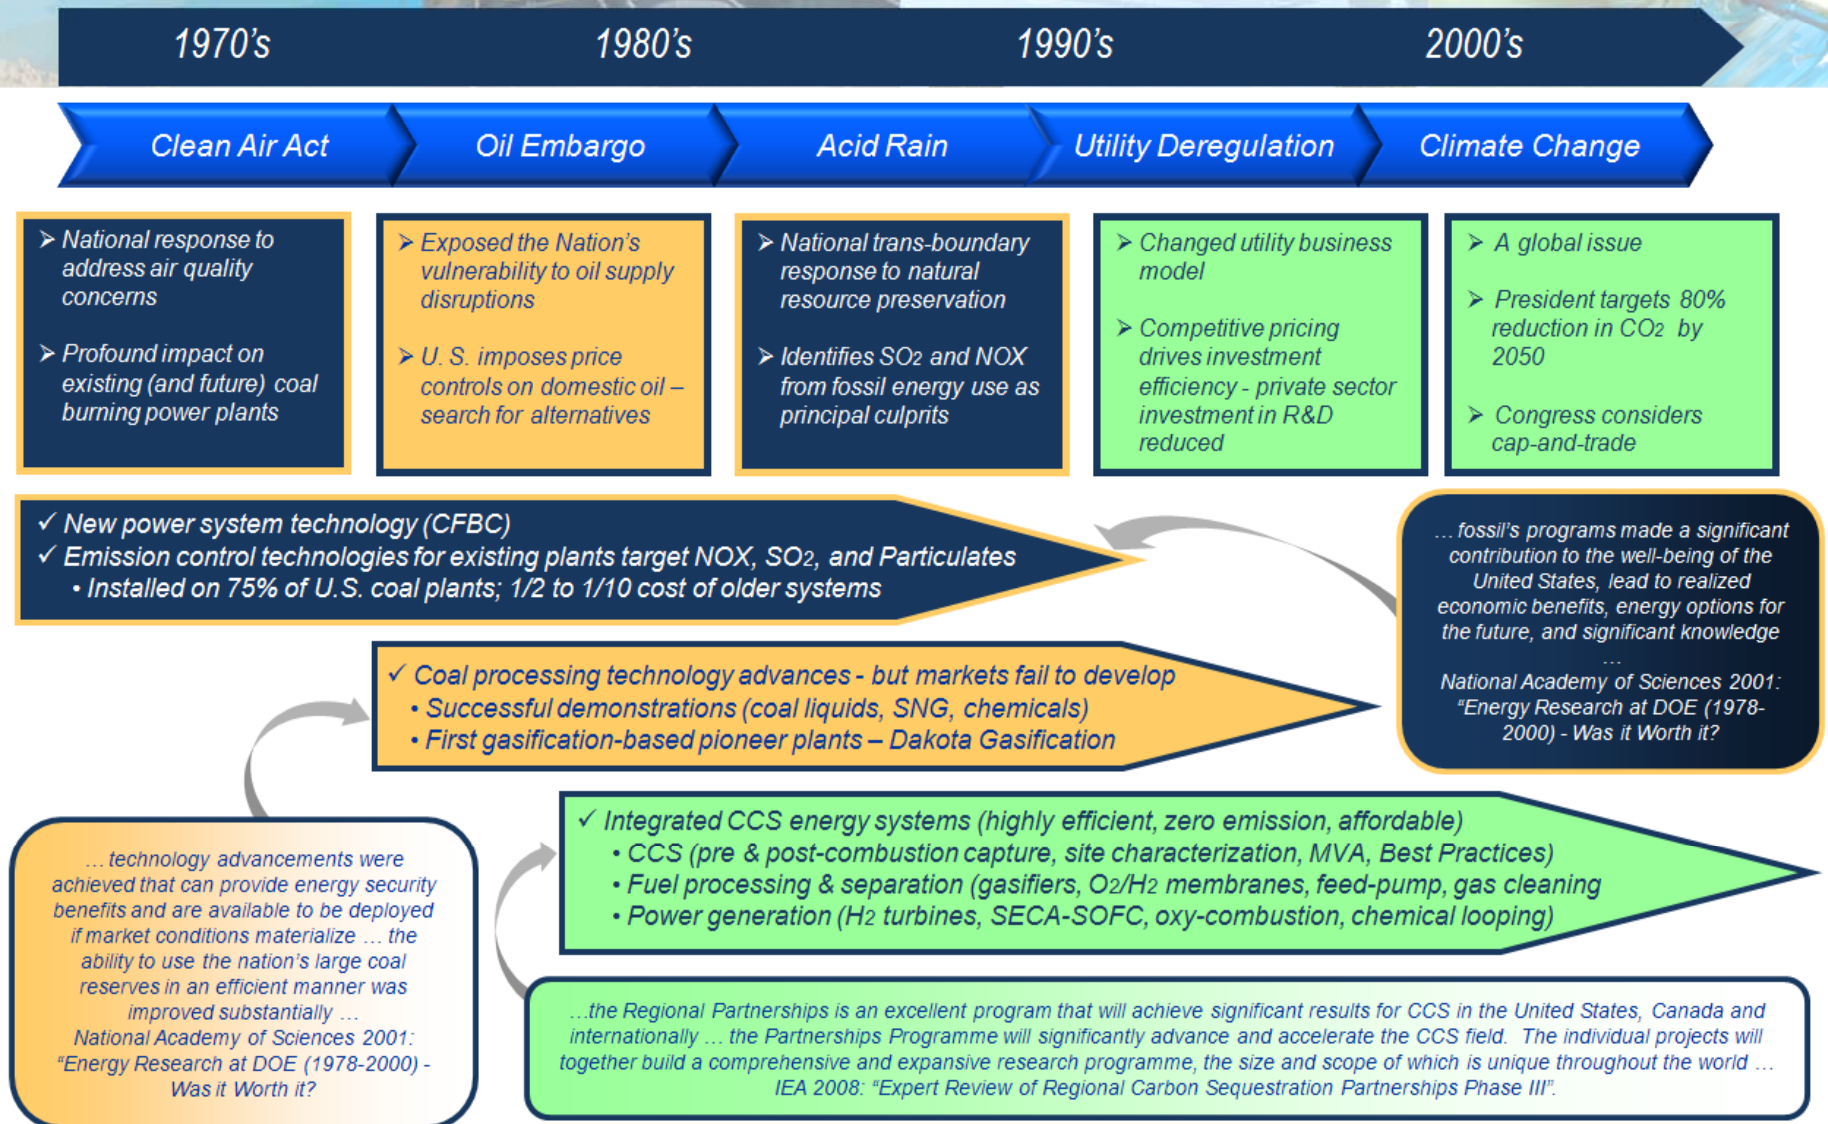 1970's
1980's
1990's
2000's
Clean Air Act
Oil Embargo
Acid Rain
Utility Deregulation
Climate Change
➢ National response to
address air quality
concerns
➢ Profound impact on
existing (and future) coal
burning power plants
➢ Exposed the Nation's
vulnerability to oil supply
disruptions
➢ U. S. imposes price
controls on domestic oil –
search for alternatives
➢ National trans-boundary
response to natural
resource preservation
➢ Identifies SO2 and NOX
from fossil energy use as
principal culprits
➢ Changed utility business
model
➢ Competitive pricing
drives investment
efficiency - private sector
investment in R&D
reduced
➢ A global issue
➢ President targets 80%
reduction in CO2 by
2050
➢ Congress considers
cap-and-trade
✓ New power system technology (CFBC)
✓ Emission control technologies for existing plants target NOX, SO2, and Particulates
• Installed on 75% of U.S. coal plants; 1/2 to 1/10 cost of older systems
... fossil's programs made a significant
contribution to the well-being of the
United States, lead to realized
economic benefits, energy options for
the future, and significant knowledge
...
National Academy of Sciences 2001:
"Energy Research at DOE (1978-
2000) - Was it Worth it?
✓ Coal processing technology advances - but markets fail to develop
• Successful demonstrations (coal liquids, SNG, chemicals)
• First gasification-based pioneer plants – Dakota Gasification
... technology advancements were
achieved that can provide energy security
benefits and are available to be deployed
if market conditions materialize ... the
ability to use the nation's large coal
reserves in an efficient manner was
improved substantially ...
National Academy of Sciences 2001:
"Energy Research at DOE (1978-2000) -
Was it Worth it?
✓ Integrated CCS energy systems (highly efficient, zero emission, affordable)
• CCS (pre & post-combustion capture, site characterization, MVA, Best Practices)
• Fuel processing & separation (gasifiers, O2/H2 membranes, feed-pump, gas cleaning
• Power generation (H2 turbines, SECA-SOFC, oxy-combustion, chemical looping)
...the Regional Partnerships is an excellent program that will achieve significant results for CCS in the United States, Canada and
internationally ... the Partnerships Programme will significantly advance and accelerate the CCS field. The individual projects will
together build a comprehensive and expansive research programme, the size and scope of which is unique throughout the world ...
IEA 2008: "Expert Review of Regional Carbon Sequestration Partnerships Phase III".